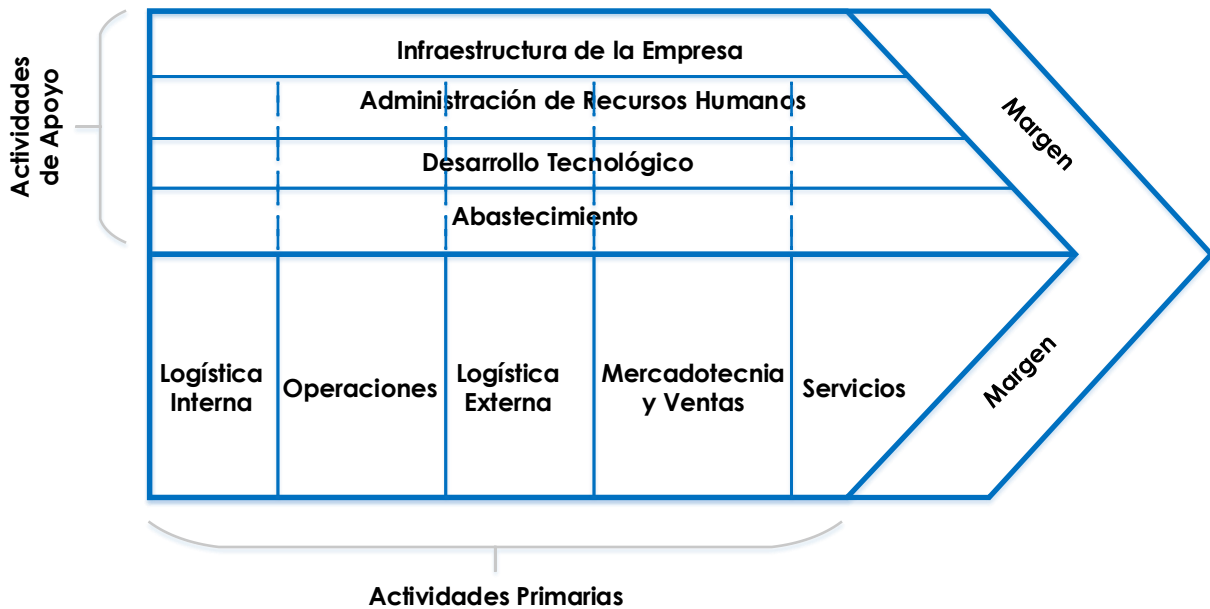 Actividades
de Apoyo
Infraestructura de la Empresa
Administración de Recursos Humanos
Desarrollo Tecnológico
Abastecimiento
Margen
Logística
Interna
Operaciones
Logística
Externa
Mercadotecnia
y Ventas
Servicios
Margen
Actividades Primarias